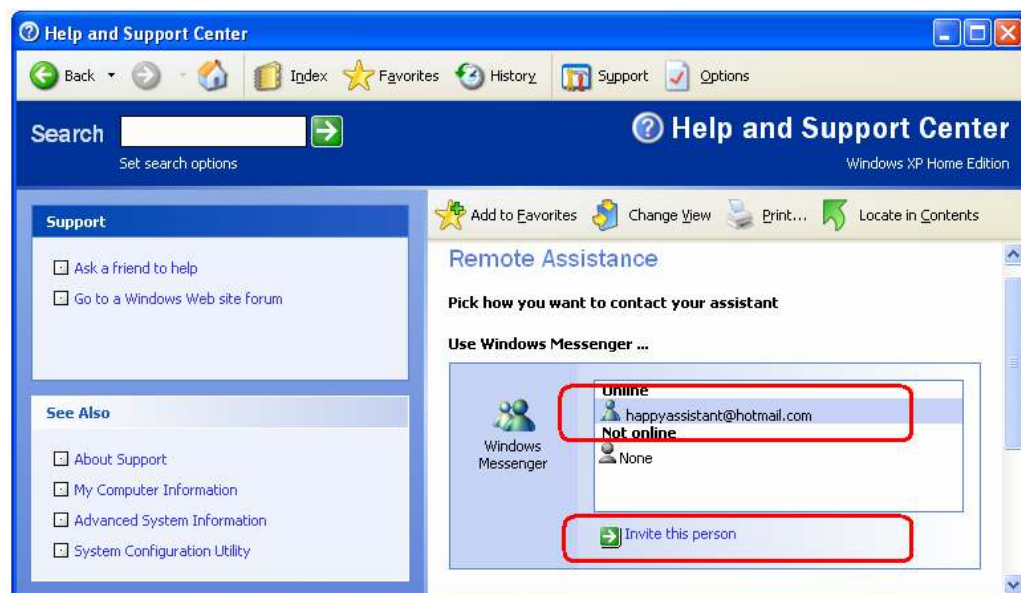 Help and Support Center
Back Index Favorites History Support Options
Search
Set search options
Help and Support Center
Windows XP Home Edition
Support
Ask a friend to help
Go to a Windows Web site forum
See Also
About Support
My Computer Information
Advanced System Information
System Configuration Utility
Add to Favorites Change View Print... Locate in Contents
Remote Assistance
Pick how you want to contact your assistant
Use Windows Messenger ...
Windows
Messenger
Online
happyassistant@hotmail.com
Not online
None
Invite this person